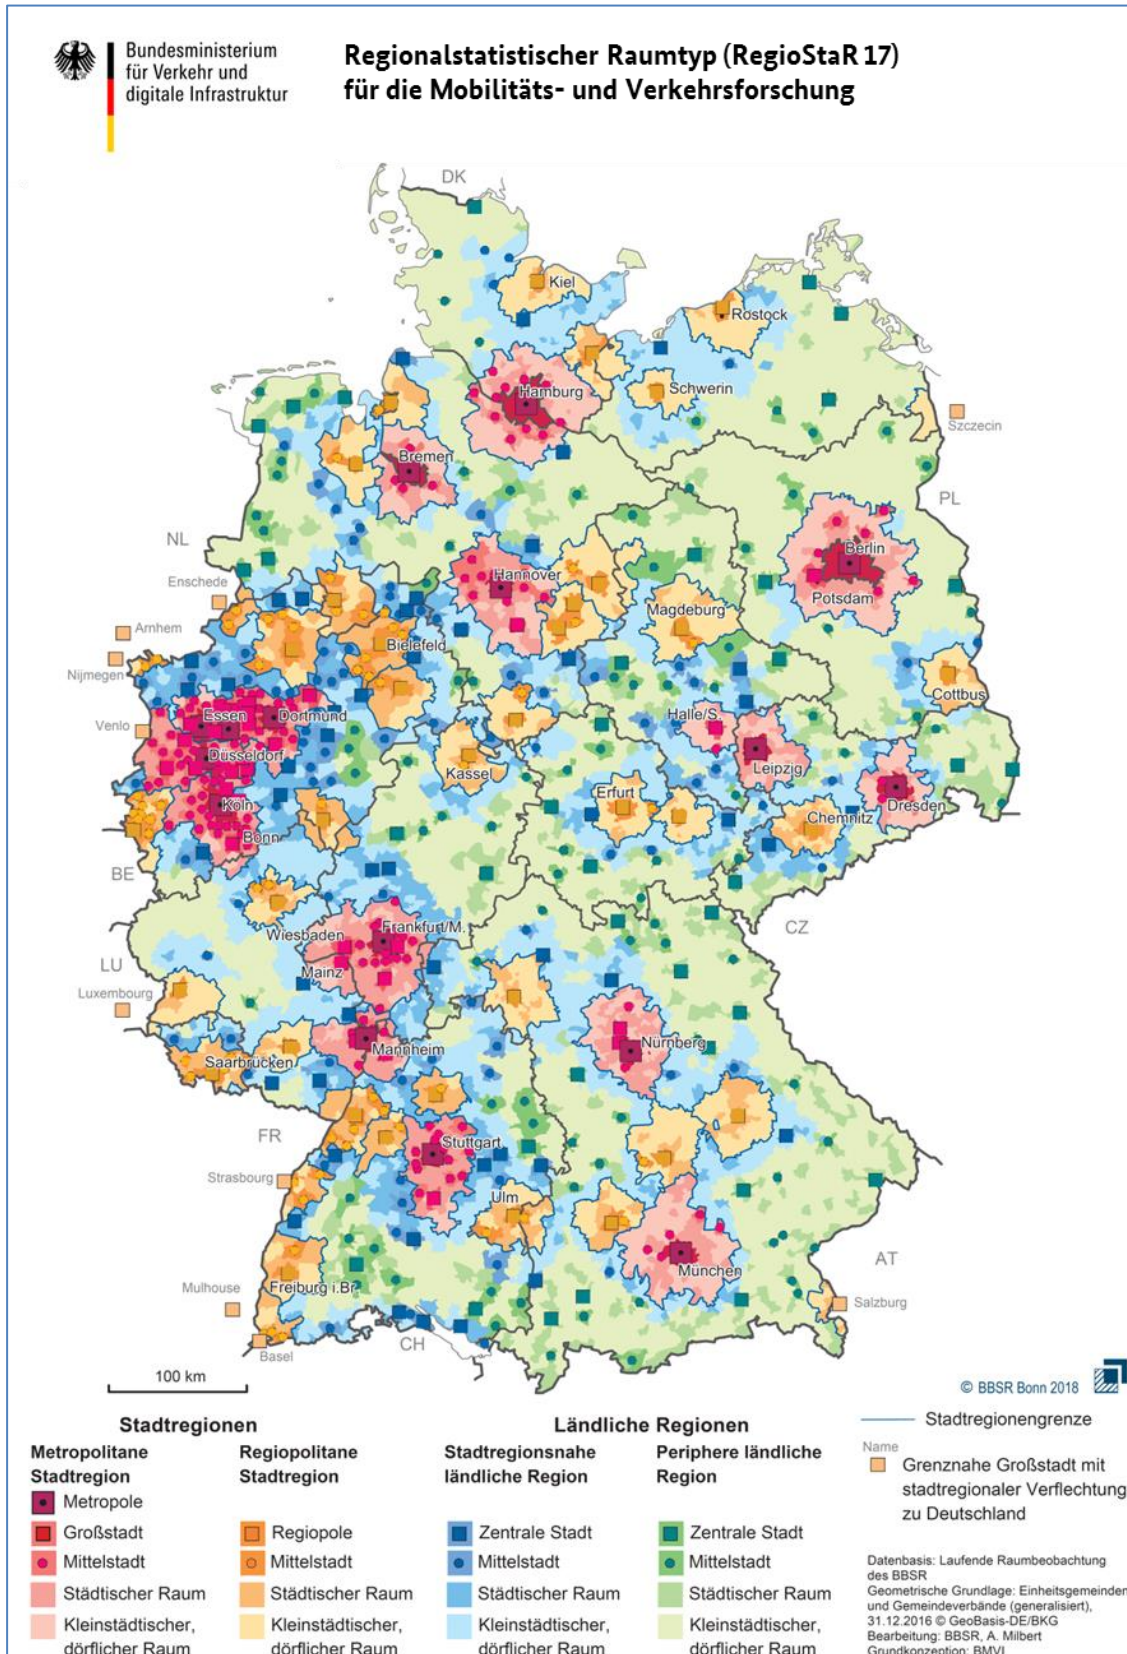 Bundesministerium
für Verkehr und
digitale Infrastruktur
Regionalstatistischer Raumtyp (RegioStaR 17)
für die Mobilitäts- und Verkehrsforschung
DK
Kiel
Rostock
Hamburg
Schwerin
Szczecin
Bremen
PL
NL
Berlin
Hannover
Enschede
Potsdam
Magdeburg
Arnhem
Bielefeld
Nijmegen
Cottbus
Essen
Dortmund
Halle/S.
Venlo
Düsseldorf
Leipzig
Kassel
Erfurt
Köln
Dresden
Chemnitz
Bonn
BE
CZ
Wiesbaden
Frankfurt/M.
LU
Mainz
Luxembourg
Nürnberg
Mannheim
Saarbrücken
FR
Stuttgart
Strasbourg
Ulm
AT
München
Mulhouse
Freiburg i.Br.
Salzburg
CH
Basel
100 km
© BBSR Bonn 2018
Stadtregionen
Ländliche Regionen
Stadtregionengrenze
Metropolitane
Stadtregion
Regiopolitane
Stadtregion
Stadtregionsnahe
ländliche Region
Periphere ländliche
Region
Name
Grenznahe Großstadt mit
stadtregionaler Verflechtung
zu Deutschland
Metropole
Großstadt
Mittelstadt
Städtischer Raum
Kleinstädtischer,
dörflicher Raum
Regiopole
Mittelstadt
Städtischer Raum
Kleinstädtischer,
dörflicher Raum
Zentrale Stadt
Mittelstadt
Städtischer Raum
Kleinstädtischer,
dörflicher Raum
Zentrale Stadt
Mittelstadt
Städtischer Raum
Kleinstädtischer,
dörflicher Raum
Datenbasis: Laufende Raumbeobachtung
des BBSR
Geometrische Grundlage: Einheitsgemeinden
und Gemeindeverbände (generalisiert),
31.12.2016 © GeoBasis-DE/BKG
Bearbeitung: BBSR, A. Milbert
Grundkonzeption: BMVI